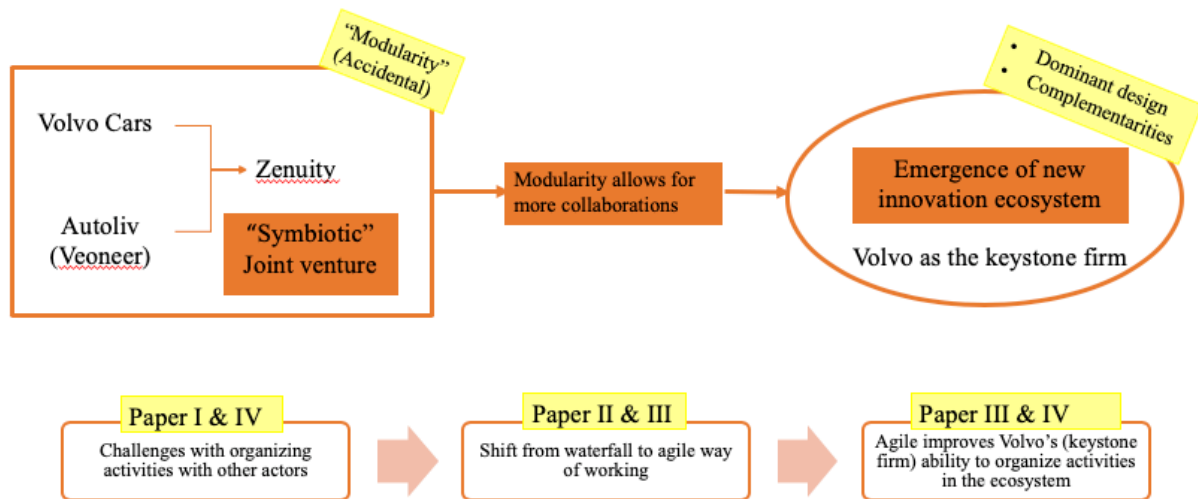 “Modularity”
(Accidental)
Volvo Cars
Zenuity
Autoliv
(Veoneer)
“Symbiotic”
Joint venture
Modularity allows for
more collaborations
• Dominant design
• Complementarities
Emergence of new
innovation ecosystem
Volvo as the keystone firm
Paper I & IV
Challenges with organizing
activities with other actors
Paper II & III
Shift from waterfall to agile way
of working
Paper III & IV
Agile improves Volvo’s (keystone
firm) ability to organize activities
in the ecosystem